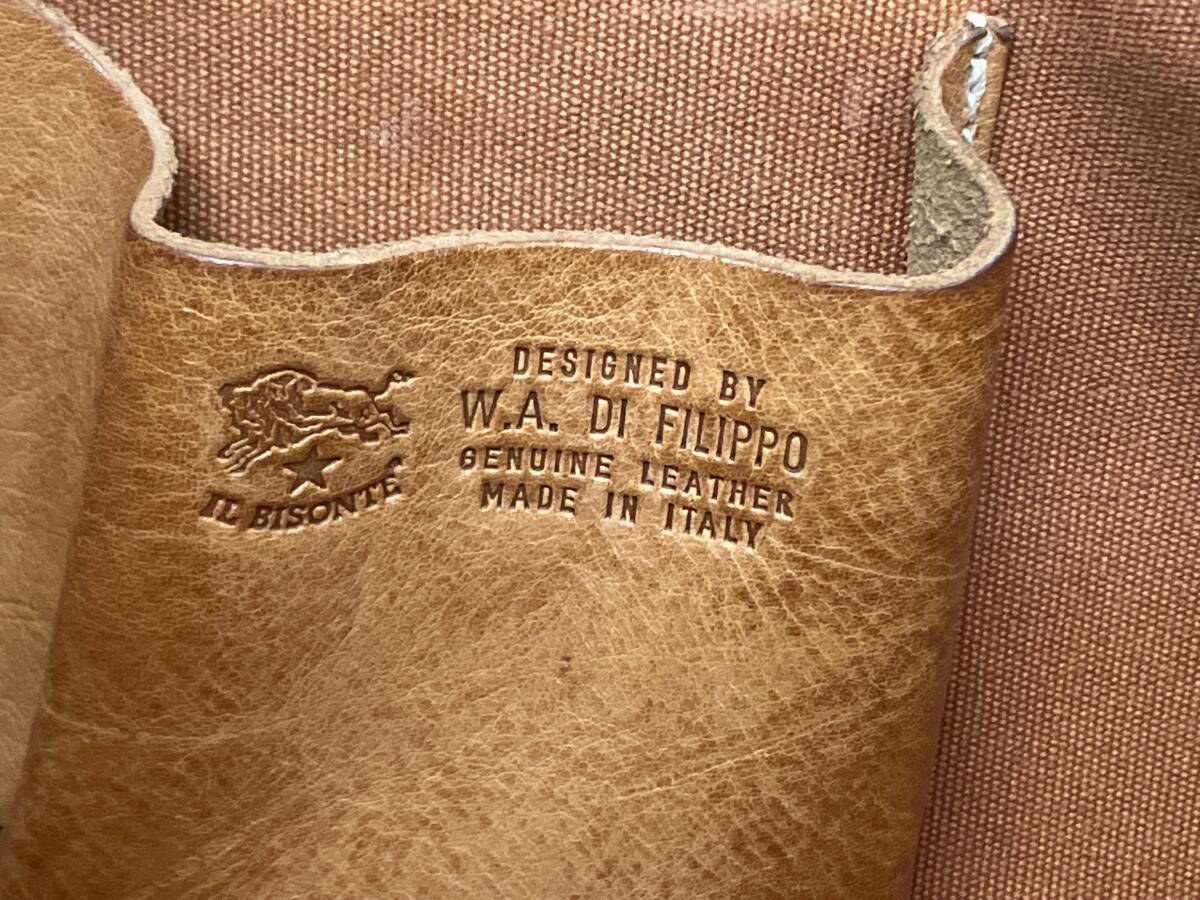 IL BISONTE
DESIGNED BY
W.A. DI FILIPPO
GENUINE LEATHER
MADE IN ITALY